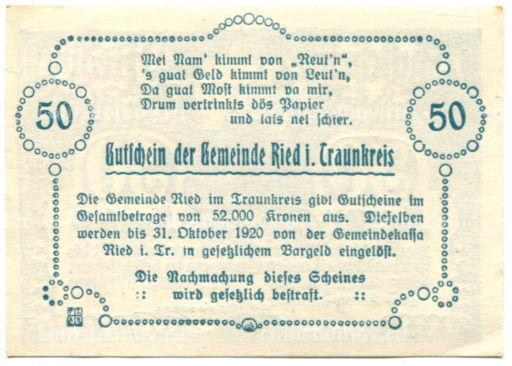 Mei Nam' kimmt von „Reut'n",
's guat Geld kimmt von Leut'n,
Da guat Most kimmt va mir,
Drum vertrinkts dös Papier
und laßs net schier.
50
50
Gutschein der Gemeinde Ried i. Traunkreis
Die Gemeinde Ried im Traunkreis gibt Gutscheine im
Gesamtbetrage von 52.000 Kronen aus. Dieselben
werden bis 31. Oktober 1920 von der Gemeindekassa
Ried i. Tr. in gesetzlichem Bargeld eingelöst.
Die Nachmachung dieses Scheines
:: wird gesetzlich bestraft. ::